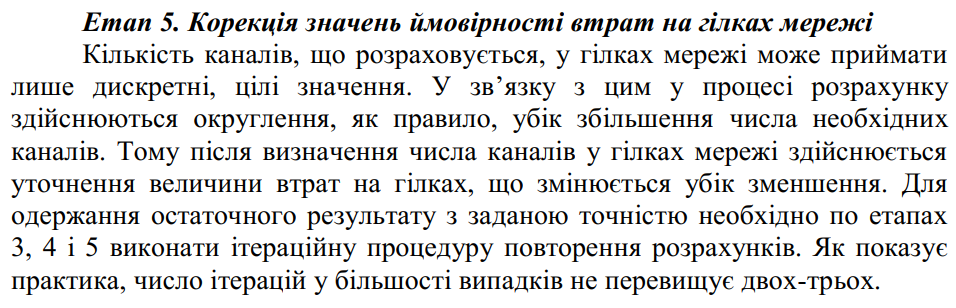 Етап 5. Корекція значень ймовірності втрат на гілках мережі
Кількість каналів, що розраховується, у гілках мережі може приймати
лише дискретні, цілі значення. У зв’язку з цим у процесі розрахунку
здійснюються округлення, як правило, убік збільшення числа необхідних
каналів. Тому після визначення числа каналів у гілках мережі здійснюється
уточнення величини втрат на гілках, що змінюється убік зменшення. Для
одержання остаточного результату з заданою точністю необхідно по етапах
3, 4 і 5 виконати ітераційну процедуру повторення розрахунків. Як показує
практика, число ітерацій у більшості випадків не перевищує двох-трьох.